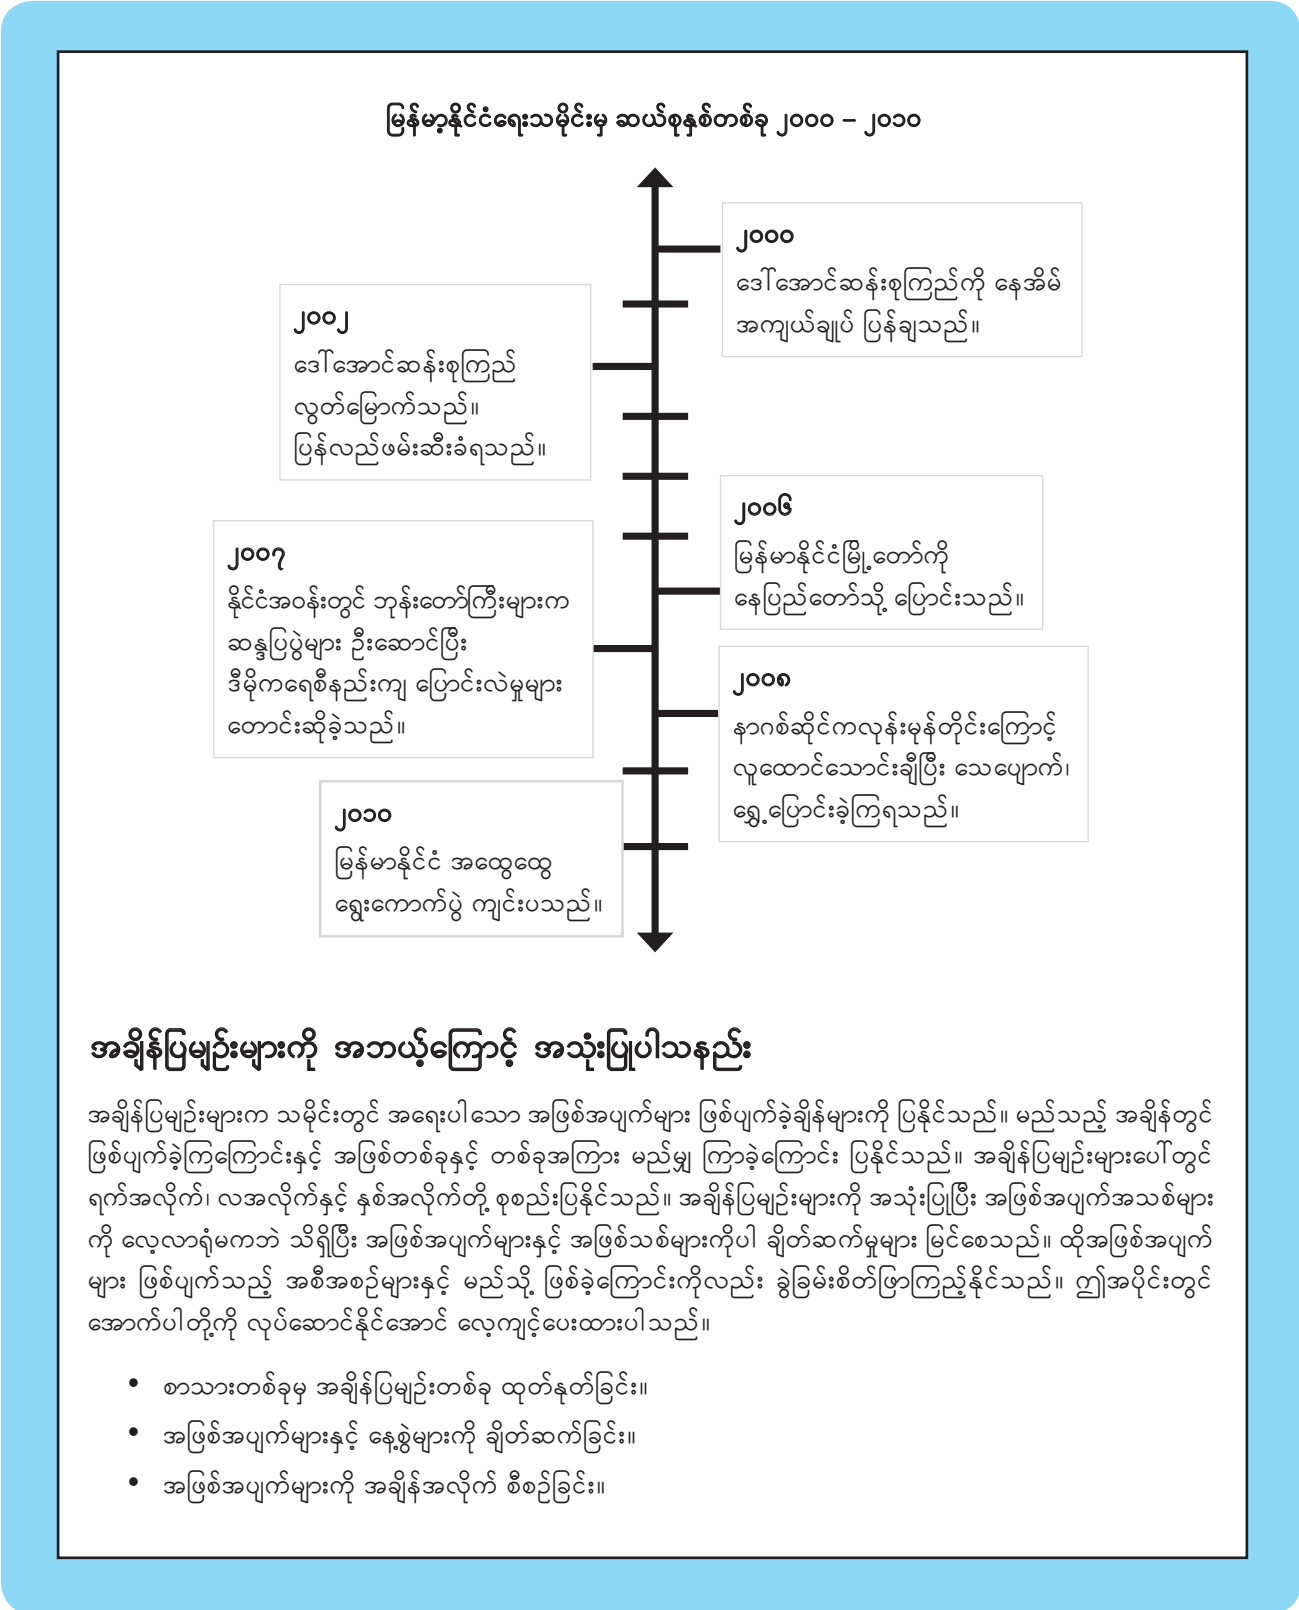 မြန်မာ့နိုင်ငံရေးသမိုင်းမှ ဆယ်စုနှစ်တစ်ခု ၂၀၀၀ – ၂၀၁၀
၂၀၀၀
ဒေါ်အောင်ဆန်းစုကြည်ကို နေအိမ်
အကျယ်ချုပ် ပြန်ချသည်။
၂၀၀၂
ဒေါ်အောင်ဆန်းစုကြည်
လွတ်မြောက်သည်။
ပြန်လည်ဖမ်းဆီးခံရသည်။
၂၀၀၆
မြန်မာနိုင်ငံမြို့တော်ကို
နေပြည်တော်သို့ ပြောင်းသည်။
၂၀၀၇
နိုင်ငံအဝန်းတွင် ဘုန်းတော်ကြီးများက
ဆန္ဒပြပွဲများ ဦးဆောင်ပြီး
ဒီမိုကရေစီနည်းကျ ပြောင်းလဲမှုများ
တောင်းဆိုခဲ့သည်။
၂၀၀၈
နာဂစ်ဆိုင်ကလုန်းမုန်တိုင်းကြောင့်
လူထောင်သောင်းချီပြီး သေပျောက်၊
ရွှေ့ပြောင်းခဲ့ကြရသည်။
၂၀၁၀
မြန်မာနိုင်ငံ အထွေထွေ
ရွေးကောက်ပွဲ ကျင်းပသည်။
အချိန်ပြမျဉ်းများကို အဘယ့်ကြောင့် အသုံးပြုပါသနည်း
အချိန်ပြမျဉ်းများက သမိုင်းတွင် အရေးပါသော အဖြစ်အပျက်များ ဖြစ်ပျက်ခဲ့ချိန်များကို ပြနိုင်သည်။ မည်သည့် အချိန်တွင်
ဖြစ်ပျက်ခဲ့ကြကြောင်းနှင့် အဖြစ်တစ်ခုနှင့် တစ်ခုအကြား မည်မျှ ကြာခဲ့ကြောင်း ပြနိုင်သည်။ အချိန်ပြမျဉ်းများပေါ်တွင်
ရက်အလိုက်၊ လအလိုက်နှင့် နှစ်အလိုက်တို့ စုစည်းပြနိုင်သည်။ အချိန်ပြမျဉ်းများကို အသုံးပြုပြီး အဖြစ်အပျက်အသစ်များ
ကို လေ့လာရုံမကဘဲ သိရှိပြီး အဖြစ်အပျက်များနှင့် အဖြစ်သစ်များကိုပါ ချိတ်ဆက်မှုများ မြင်စေသည်။ ထိုအဖြစ်အပျက်
များ ဖြစ်ပျက်သည့် အစီအစဉ်များနှင့် မည်သို့ ဖြစ်ခဲ့ကြောင်းကိုလည်း ခွဲခြမ်းစိတ်ဖြာကြည့်နိုင်သည်။ ဤအပိုင်းတွင်
အောက်ပါတို့ကို လုပ်ဆောင်နိုင်အောင် လေ့ကျင့်ပေးထားပါသည်။
• စာသားတစ်ခုမှ အချိန်ပြမျဉ်းတစ်ခု ထုတ်နုတ်ခြင်း။
• အဖြစ်အပျက်များနှင့် နေ့စွဲများကို ချိတ်ဆက်ခြင်း။
• အဖြစ်အပျက်များကို အချိန်အလိုက် စီစဉ်ခြင်း။